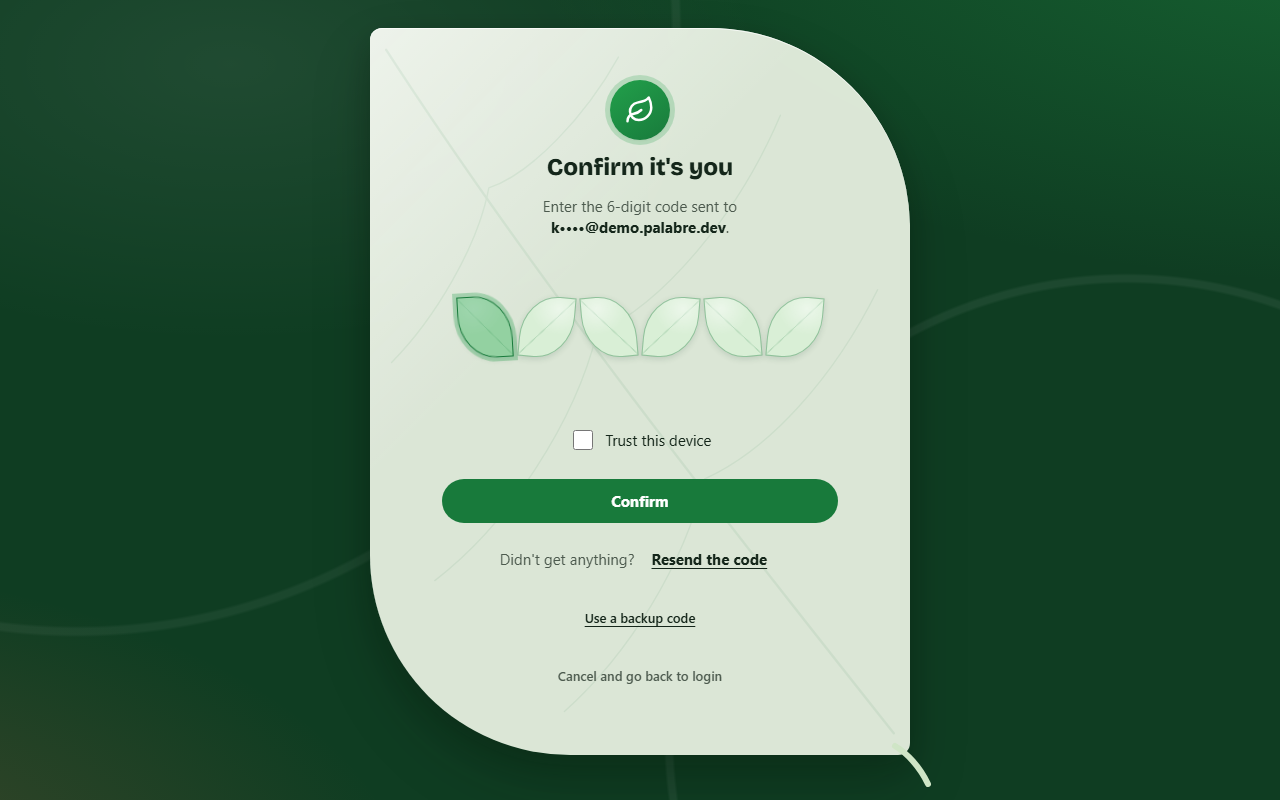 Confirm it's you
Enter the 6-digit code sent to
k••••@demo.palabre.dev.
Trust this device
Confirm
Didn't get anything? Resend the code
Use a backup code
Cancel and go back to login